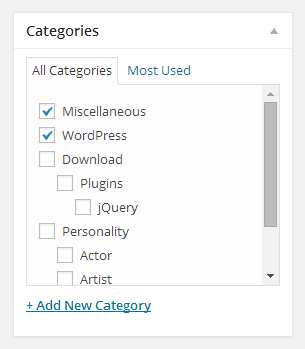 Categories
All Categories Most Used
Miscellaneous
WordPress
Download
Plugins
jQuery
Personality
Actor
Artist
+ Add New Category